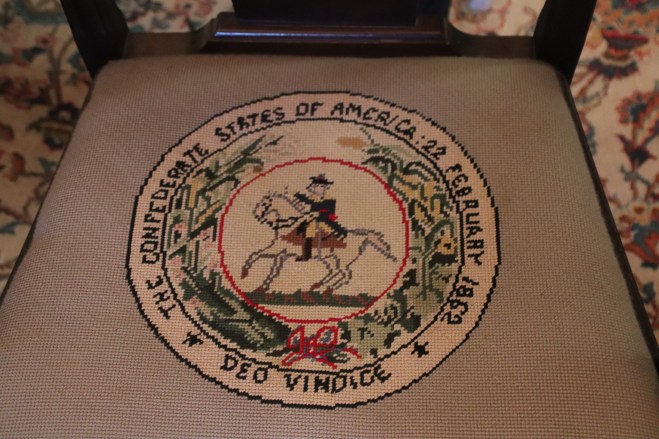 THE CONFEDERATE STATES OF AMERICA: 22 FEBRUARY 1862
DEO VINDICE